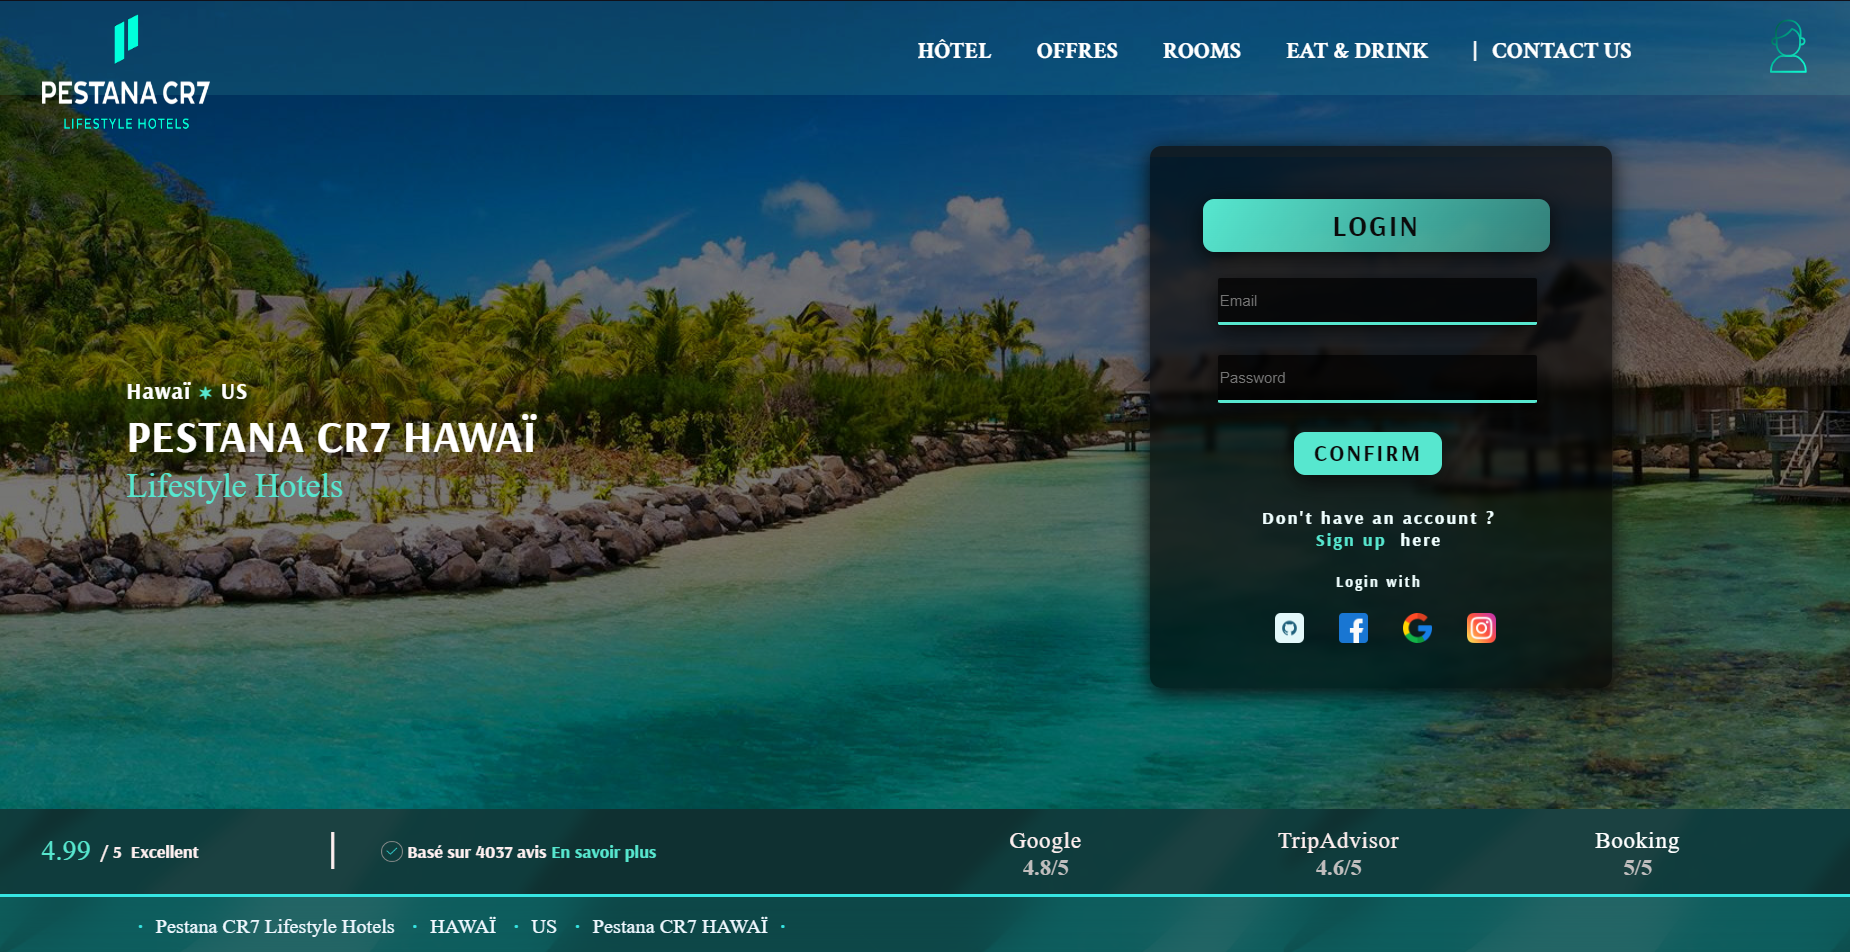 PESTANA CR7
LIFESTYLE HOTELS
HÔTEL OFFRES ROOMS EAT & DRINK | CONTACT US
Hawaï ✶ US
PESTANA CR7 HAWAÏ
Lifestyle Hotels
LOGIN
Email
Password
CONFIRM
Don't have an account ?
Sign up here
Login with
4.99 / 5 Excellent
Basé sur 4037 avis En savoir plus
Google
4.8/5
TripAdvisor
4.6/5
Booking
5/5
· Pestana CR7 Lifestyle Hotels · HAWAÏ · US · Pestana CR7 HAWAÏ ·